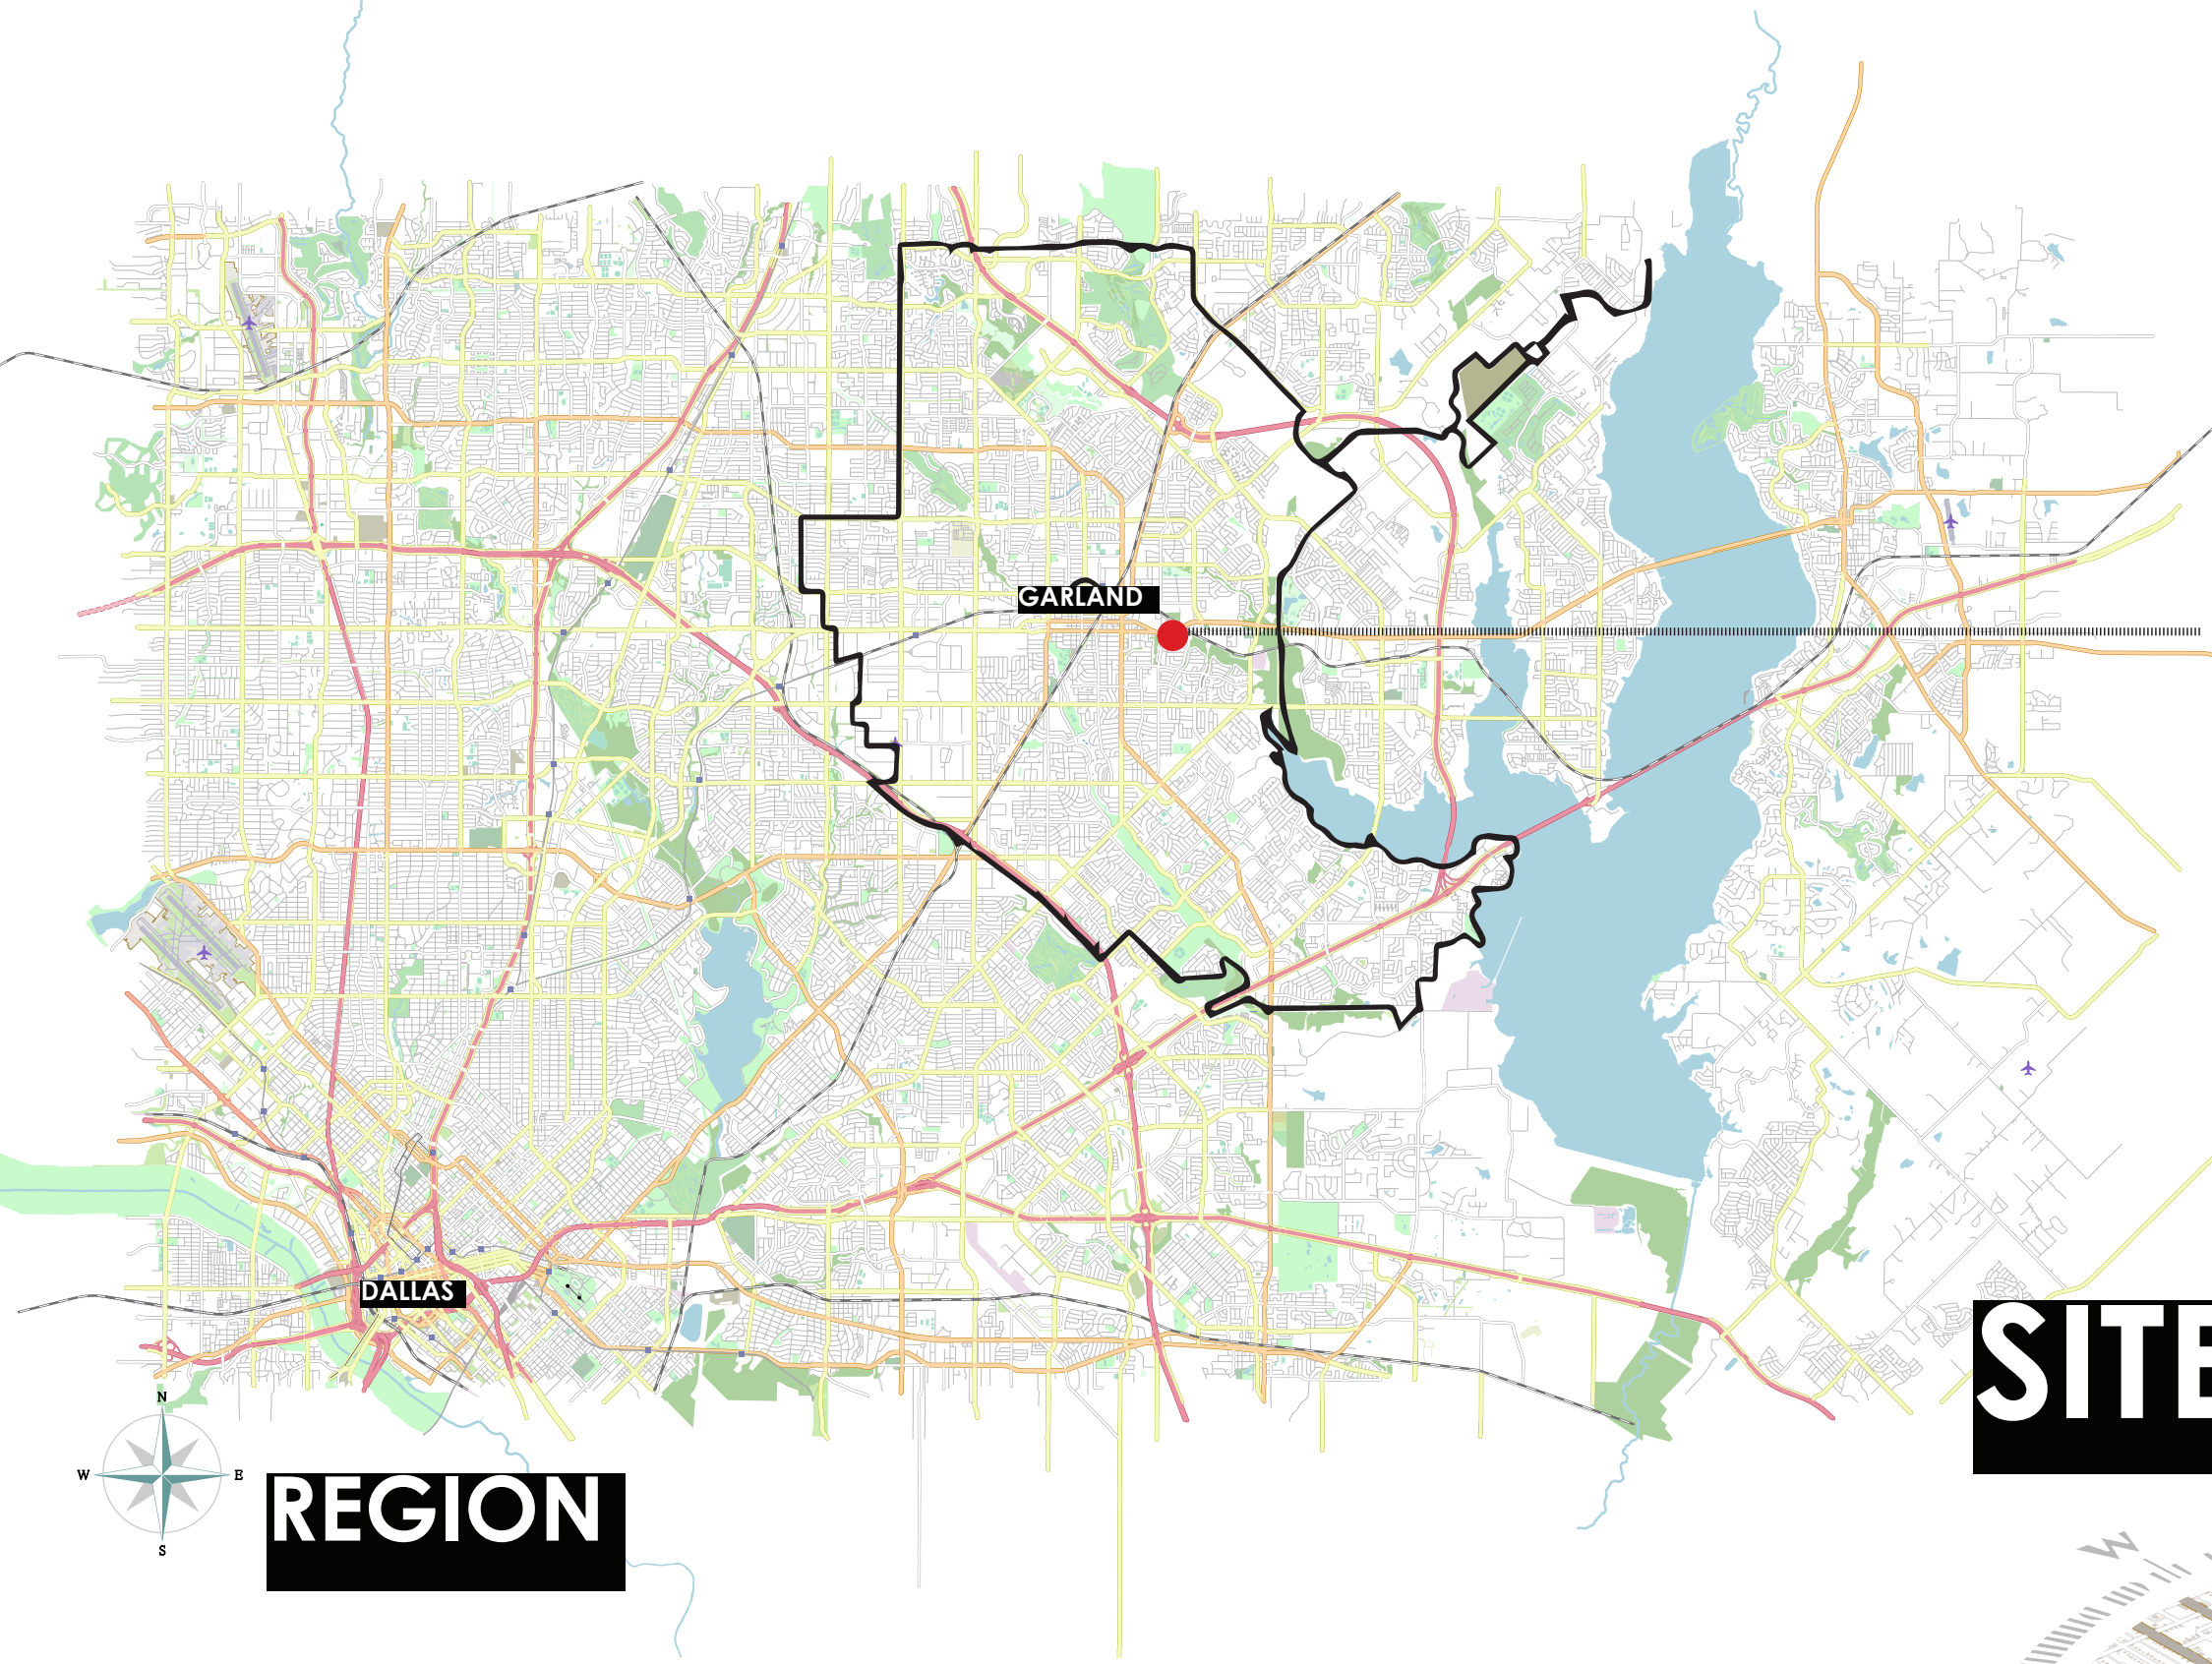 GARLAND
DALLAS
SITE
N
W E
S
REGION
W